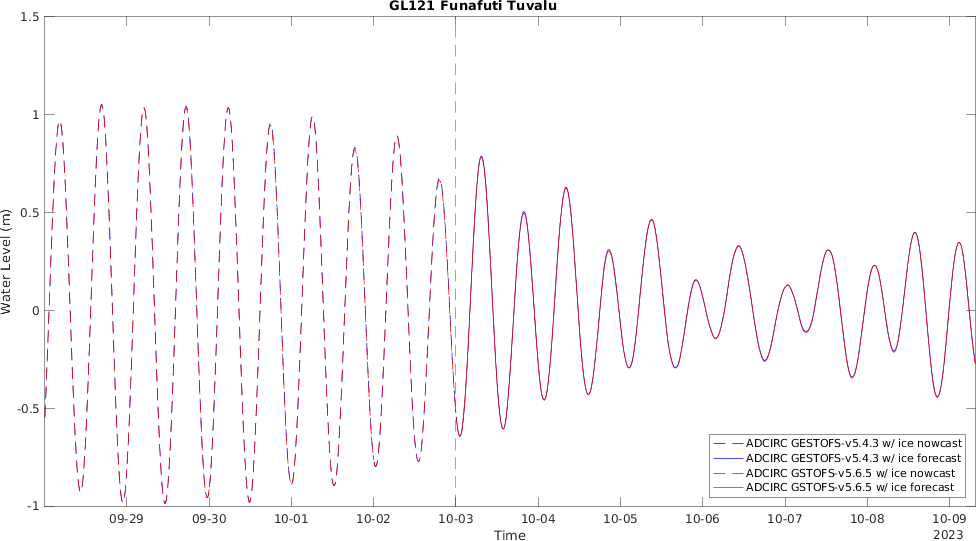 GL121 Funafuti Tuvalu
1.5
1
0.5
0
-0.5
-1
Water Level (m)
ADCIRC GESTOFS-v5.4.3 w/ ice nowcast
ADCIRC GESTOFS-v5.4.3 w/ ice forecast
ADCIRC GSTOFS-v5.6.5 w/ ice nowcast
ADCIRC GSTOFS-v5.6.5 w/ ice forecast
09-29 09-30 10-01 10-02 10-03 10-04 10-05 10-06 10-07 10-08 10-09
Time 2023